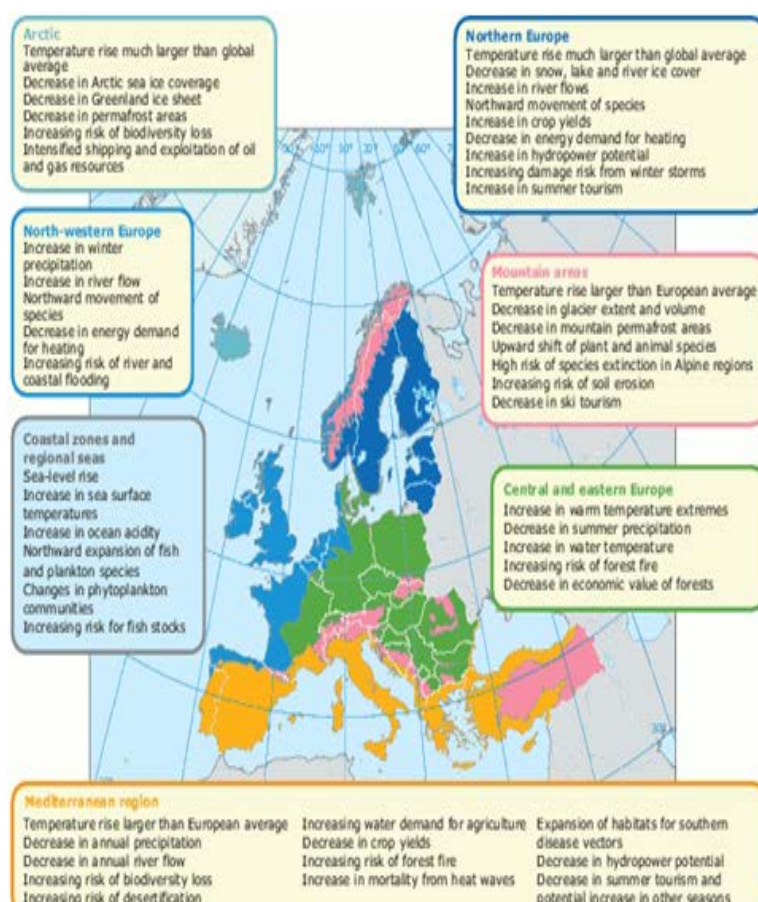 Arctic
Temperature rise much larger than global
average
Decrease in Arctic sea ice coverage
Decrease in Greenland ice sheet
Decrease in permafrost areas
Increasing risk of biodiversity loss
Intensified shipping and exploitation of oil
and gas resources
Northern Europe
Temperature rise much larger than global average
Decrease in snow, lake and river ice cover
Increase in river flows
Northward movement of species
Increase in crop yields
Decrease in energy demand for heating
Increase in hydropower potential
Increasing damage risk from winter storms
Increase in summer tourism
North-western Europe
Increase in winter
precipitation
Increase in river flow
Northward movement of
species
Decrease in energy demand
for heating
Increasing risk of river and
coastal flooding
Mountain areas
Temperature rise larger than European average
Decrease in glacier extent and volume
Decrease in mountain permafrost areas
Upward shift of plant and animal species
High risk of species extinction in Alpine regions
Increasing risk of soil erosion
Decrease in ski tourism
Coastal zones and
regional seas
Sea-level rise
Increase in sea surface
temperatures
Increase in ocean acidity
Northward expansion of fish
and plankton species
Changes in phytoplankton
communities
Increasing risk for fish stocks
Central and eastern Europe
Increase in warm temperature extremes
Decrease in summer precipitation
Increase in water temperature
Increasing risk of forest fire
Decrease in economic value of forests
Mediterranean region
Temperature rise larger than European average
Decrease in annual precipitation
Decrease in annual river flow
Increasing risk of biodiversity loss
Increasing risk of desertification
Increasing water demand for agriculture
Decrease in crop yields
Increasing risk of forest fire
Increase in mortality from heat waves
Expansion of habitats for southern
disease vectors
Decrease in hydropower potential
Decrease in summer tourism and
potential increase in other seasons